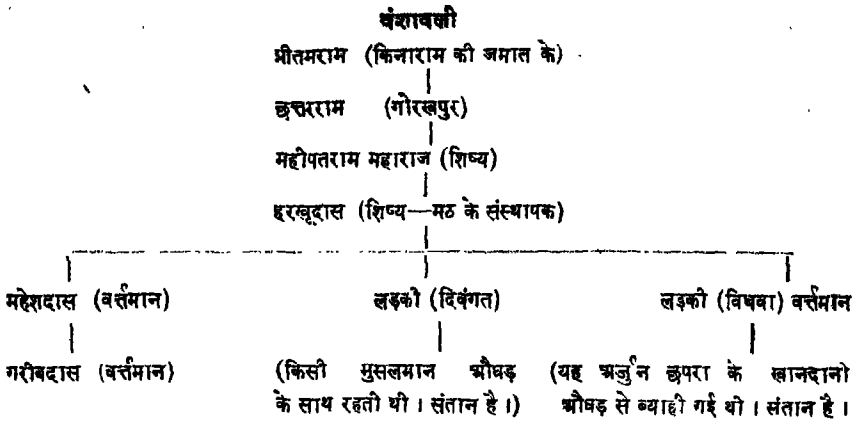 वंशावली
प्रीतमराम (किनाराम की जमात के)
छत्तरराम (गोरखपुर)
महीपतराम महाराज (शिष्य)
हरखूदास (शिष्य—मठ के संस्थापक)
महेशदास (वर्त्तमान) लड़की (दिवंगत) लड़की (विधवा) वर्त्तमान
गरीबदास (वर्त्तमान) (किसी मुसलमान औघड़ (यह अर्जुन छपरा के खानदानी
के साथ रहती थी । संतान है ।) औघड़ से ब्याही गई थी । संतान है ।